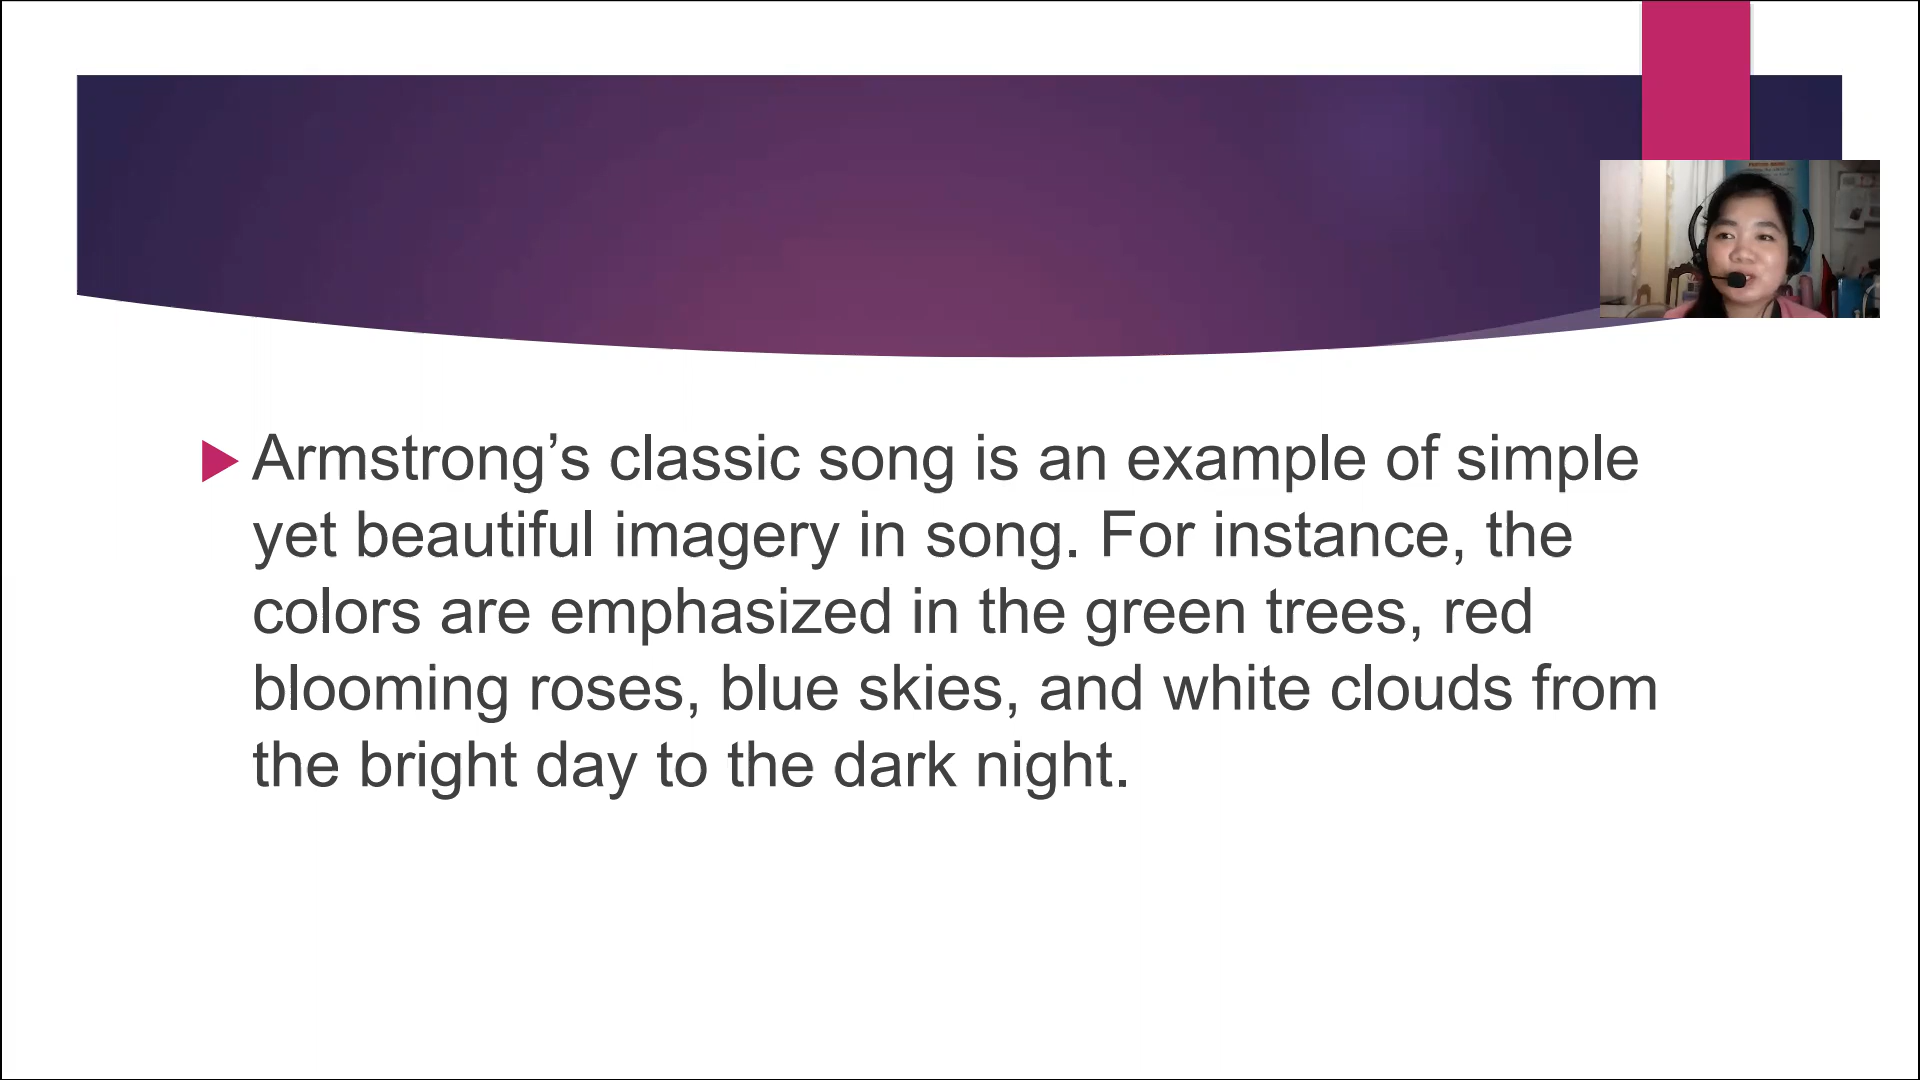 Armstrong’s classic song is an example of simple
yet beautiful imagery in song. For instance, the
colors are emphasized in the green trees, red
blooming roses, blue skies, and white clouds from
the bright day to the dark night.